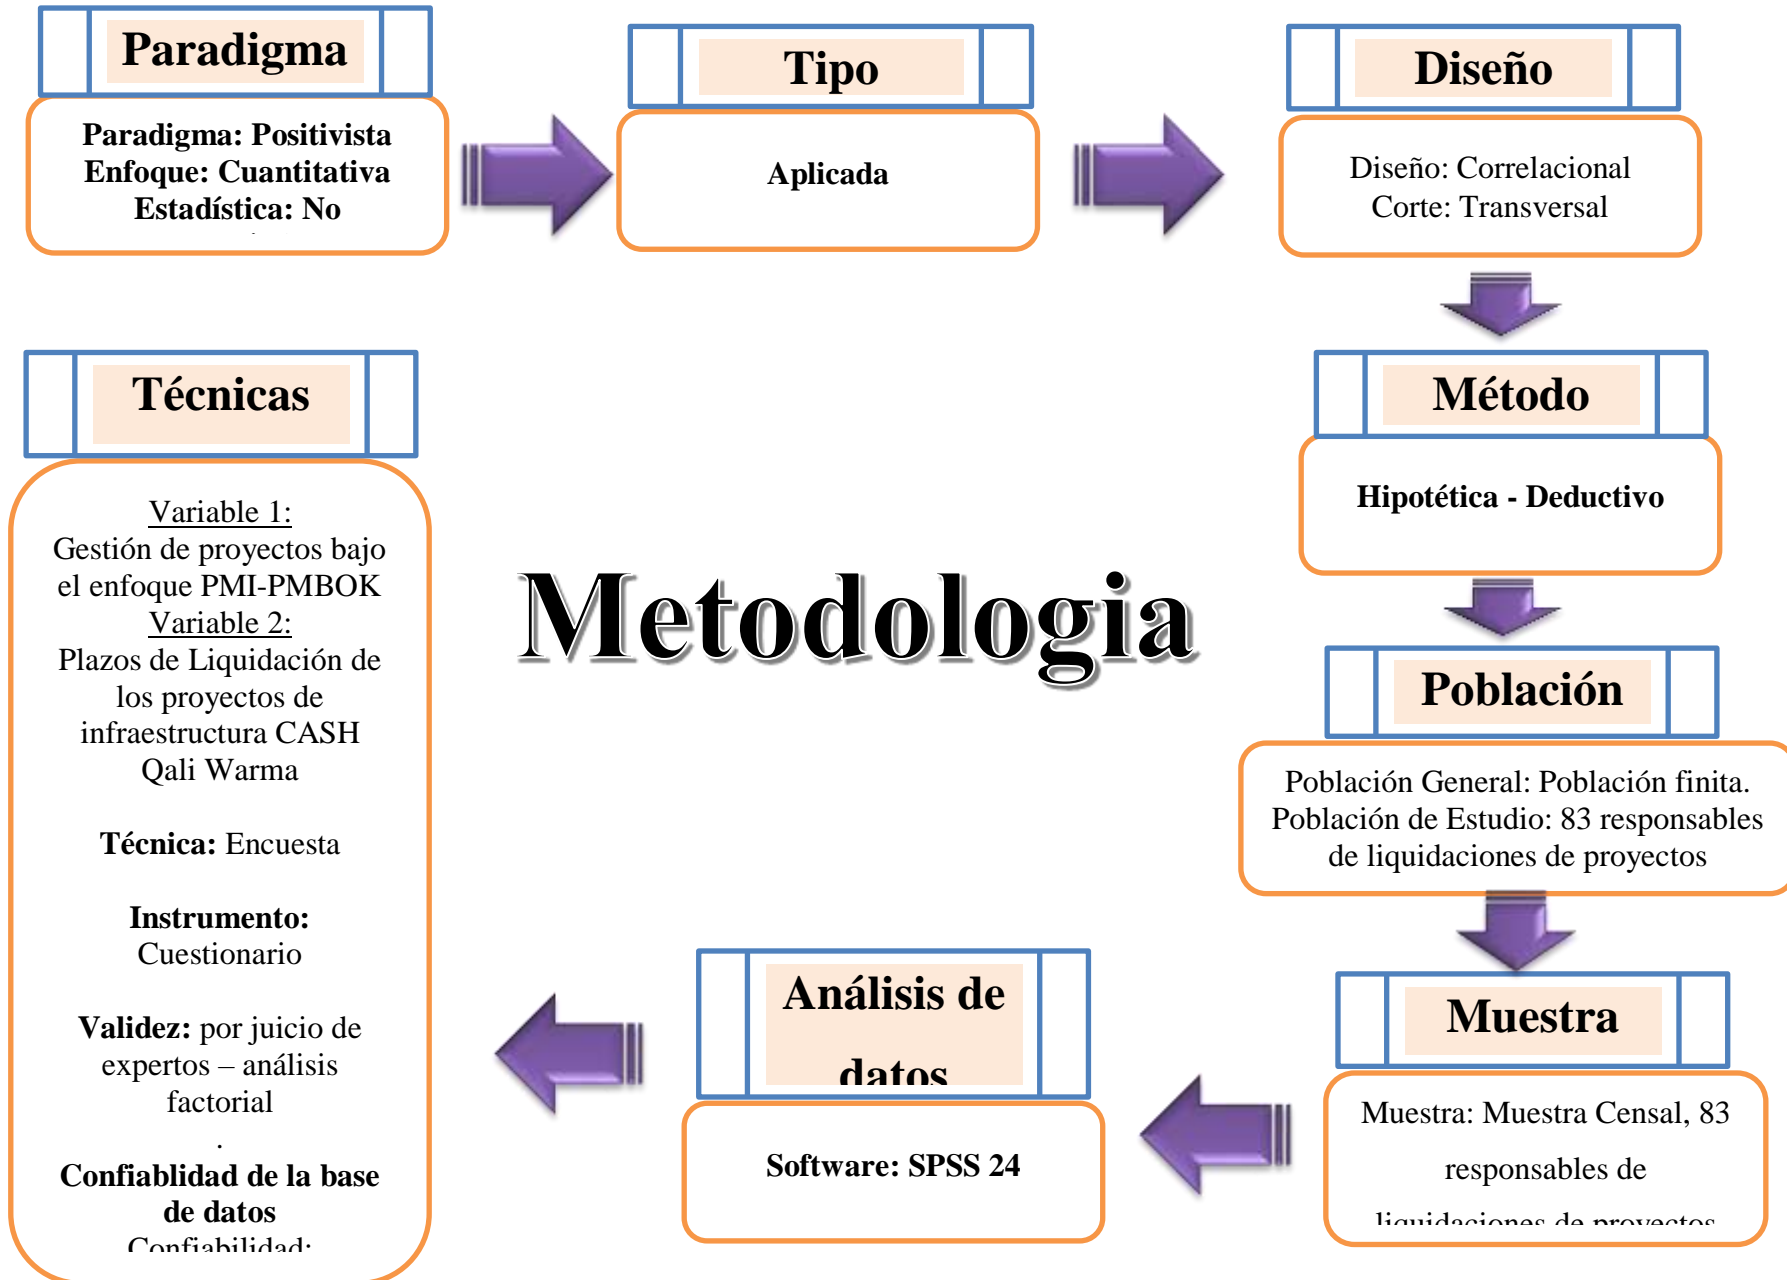 Paradigma
Paradigma: Positivista
Enfoque: Cuantitativa
Estadística: No
Tipo
Aplicada
Diseño
Diseño: Correlacional
Corte: Transversal
Método
Hipotética - Deductivo
Población
Población General: Población finita.
Población de Estudio: 83 responsables
de liquidaciones de proyectos
Muestra
Muestra: Muestra Censal, 83
responsables de
liquidaciones de proyectos
Análisis de
datos
Software: SPSS 24
Técnicas
Variable 1:
Gestión de proyectos bajo
el enfoque PMI-PMBOK
Variable 2:
Plazos de Liquidación de
los proyectos de
infraestructura CASH
Qali Warma
Técnica: Encuesta
Instrumento:
Cuestionario
Validez: por juicio de
expertos – análisis
factorial
.
Confiablidad de la base
de datos
Confiabilidad:
Metodologia